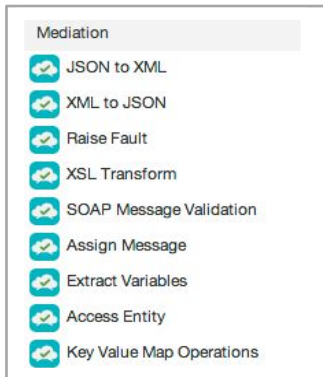 Mediation
JSON to XML
XML to JSON
Raise Fault
XSL Transform
SOAP Message Validation
Assign Message
Extract Variables
Access Entity
Key Value Map Operations